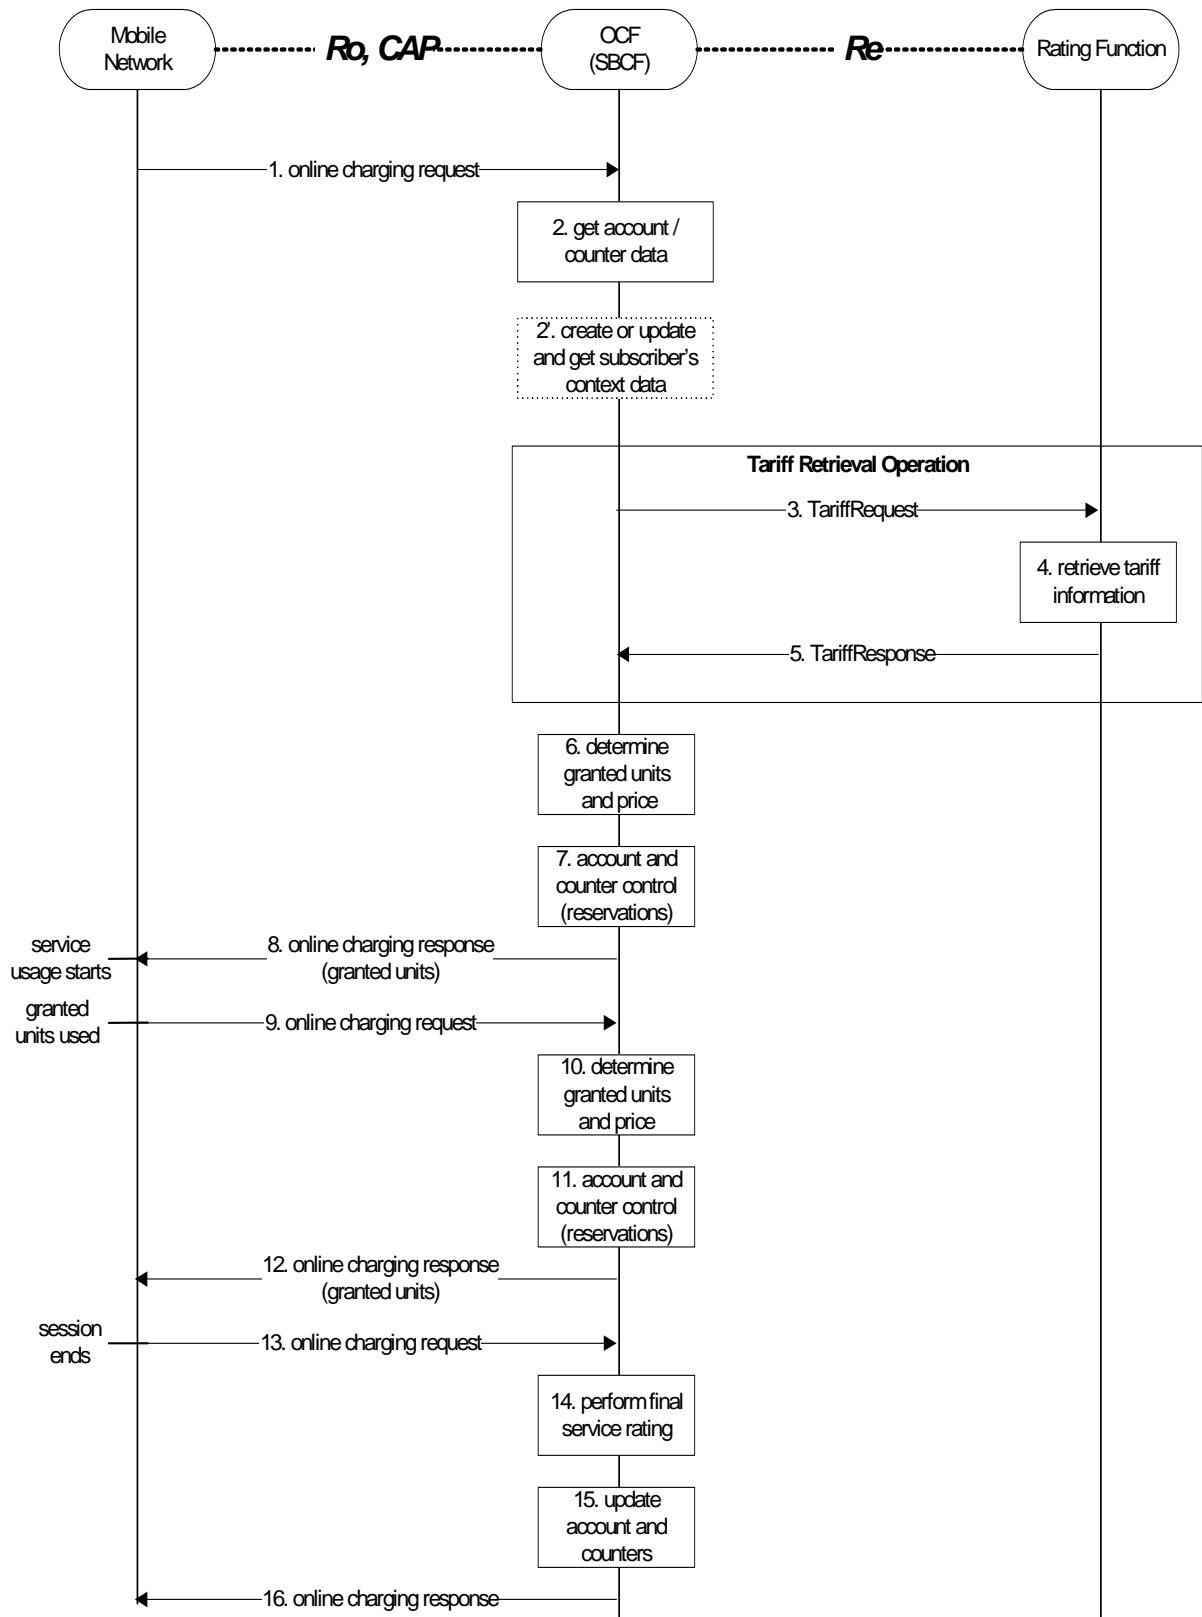 Mobile
Network
Ro, CAP
OCF
(SBCF)
Re
Rating Function
1. online charging request
2. get account /
counter data
2'. create or update
and get subscriber's
context data
Tariff Retrieval Operation
3. TariffRequest
4. retrieve tariff
information
5. TariffResponse
6. determine
granted units
and price
7. account and
counter control
(reservations)
service
usage starts
8. online charging response
(granted units)
granted
units used
9. online charging request
10. determine
granted units
and price
11. account and
counter control
(reservations)
12. online charging response
(granted units)
session
ends
13. online charging request
14. perform final
service rating
15. update
account and
counters
16. online charging response